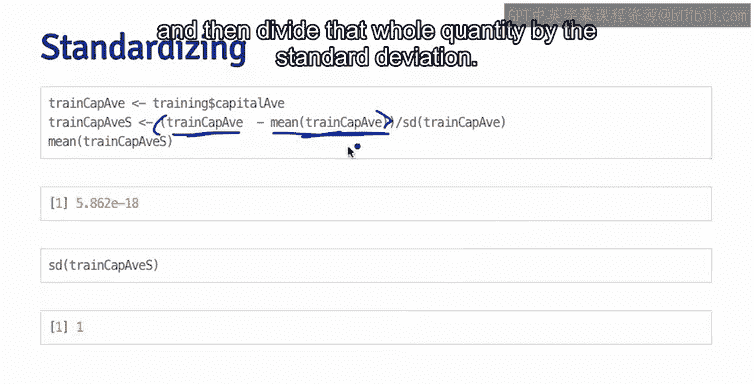 and then divide that whole quantity by the
standard deviation.
Standardizing
trainCapAve <- training$capitalAve
trainCapAveS <- (trainCapAve - mean(trainCapAve))/sd(trainCapAve)
mean(trainCapAveS)
[1] 5.862e-18
sd(trainCapAveS)
[1] 1